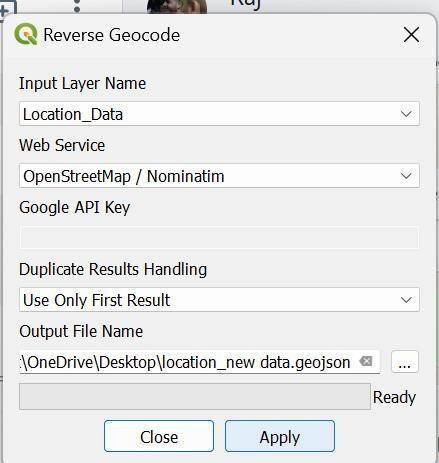 Raj
Reverse Geocode
Input Layer Name
Location_Data
Web Service
OpenStreetMap / Nominatim
Google API Key
Duplicate Results Handling
Use Only First Result
Output File Name
:\OneDrive\Desktop\location_new data.geojson
...
Ready
Close
Apply